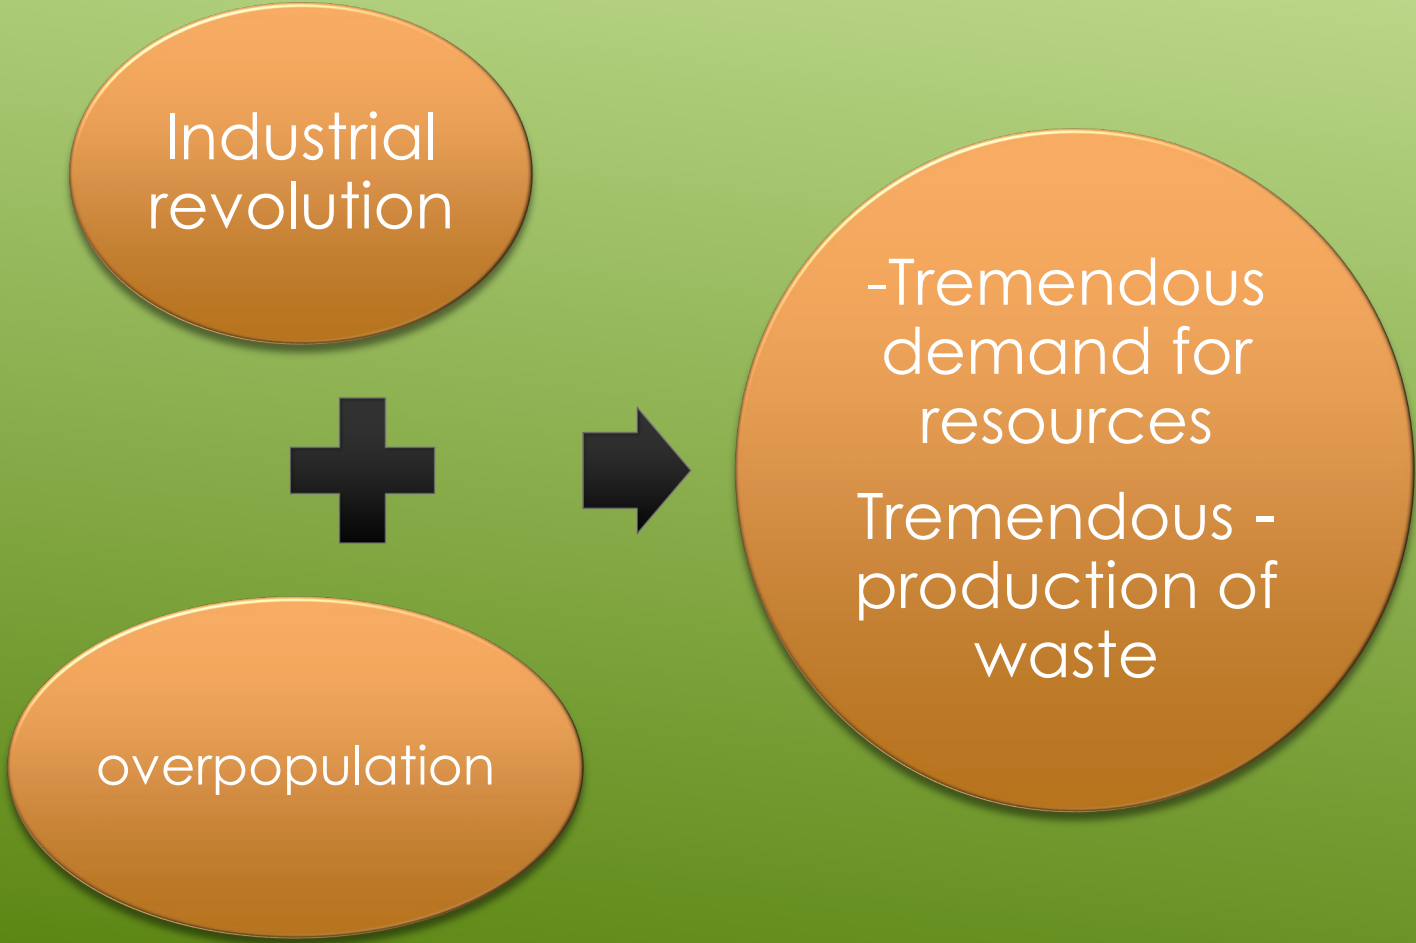 Industrial
revolution
overpopulation
-Tremendous
demand for
resources
Tremendous -
production of
waste